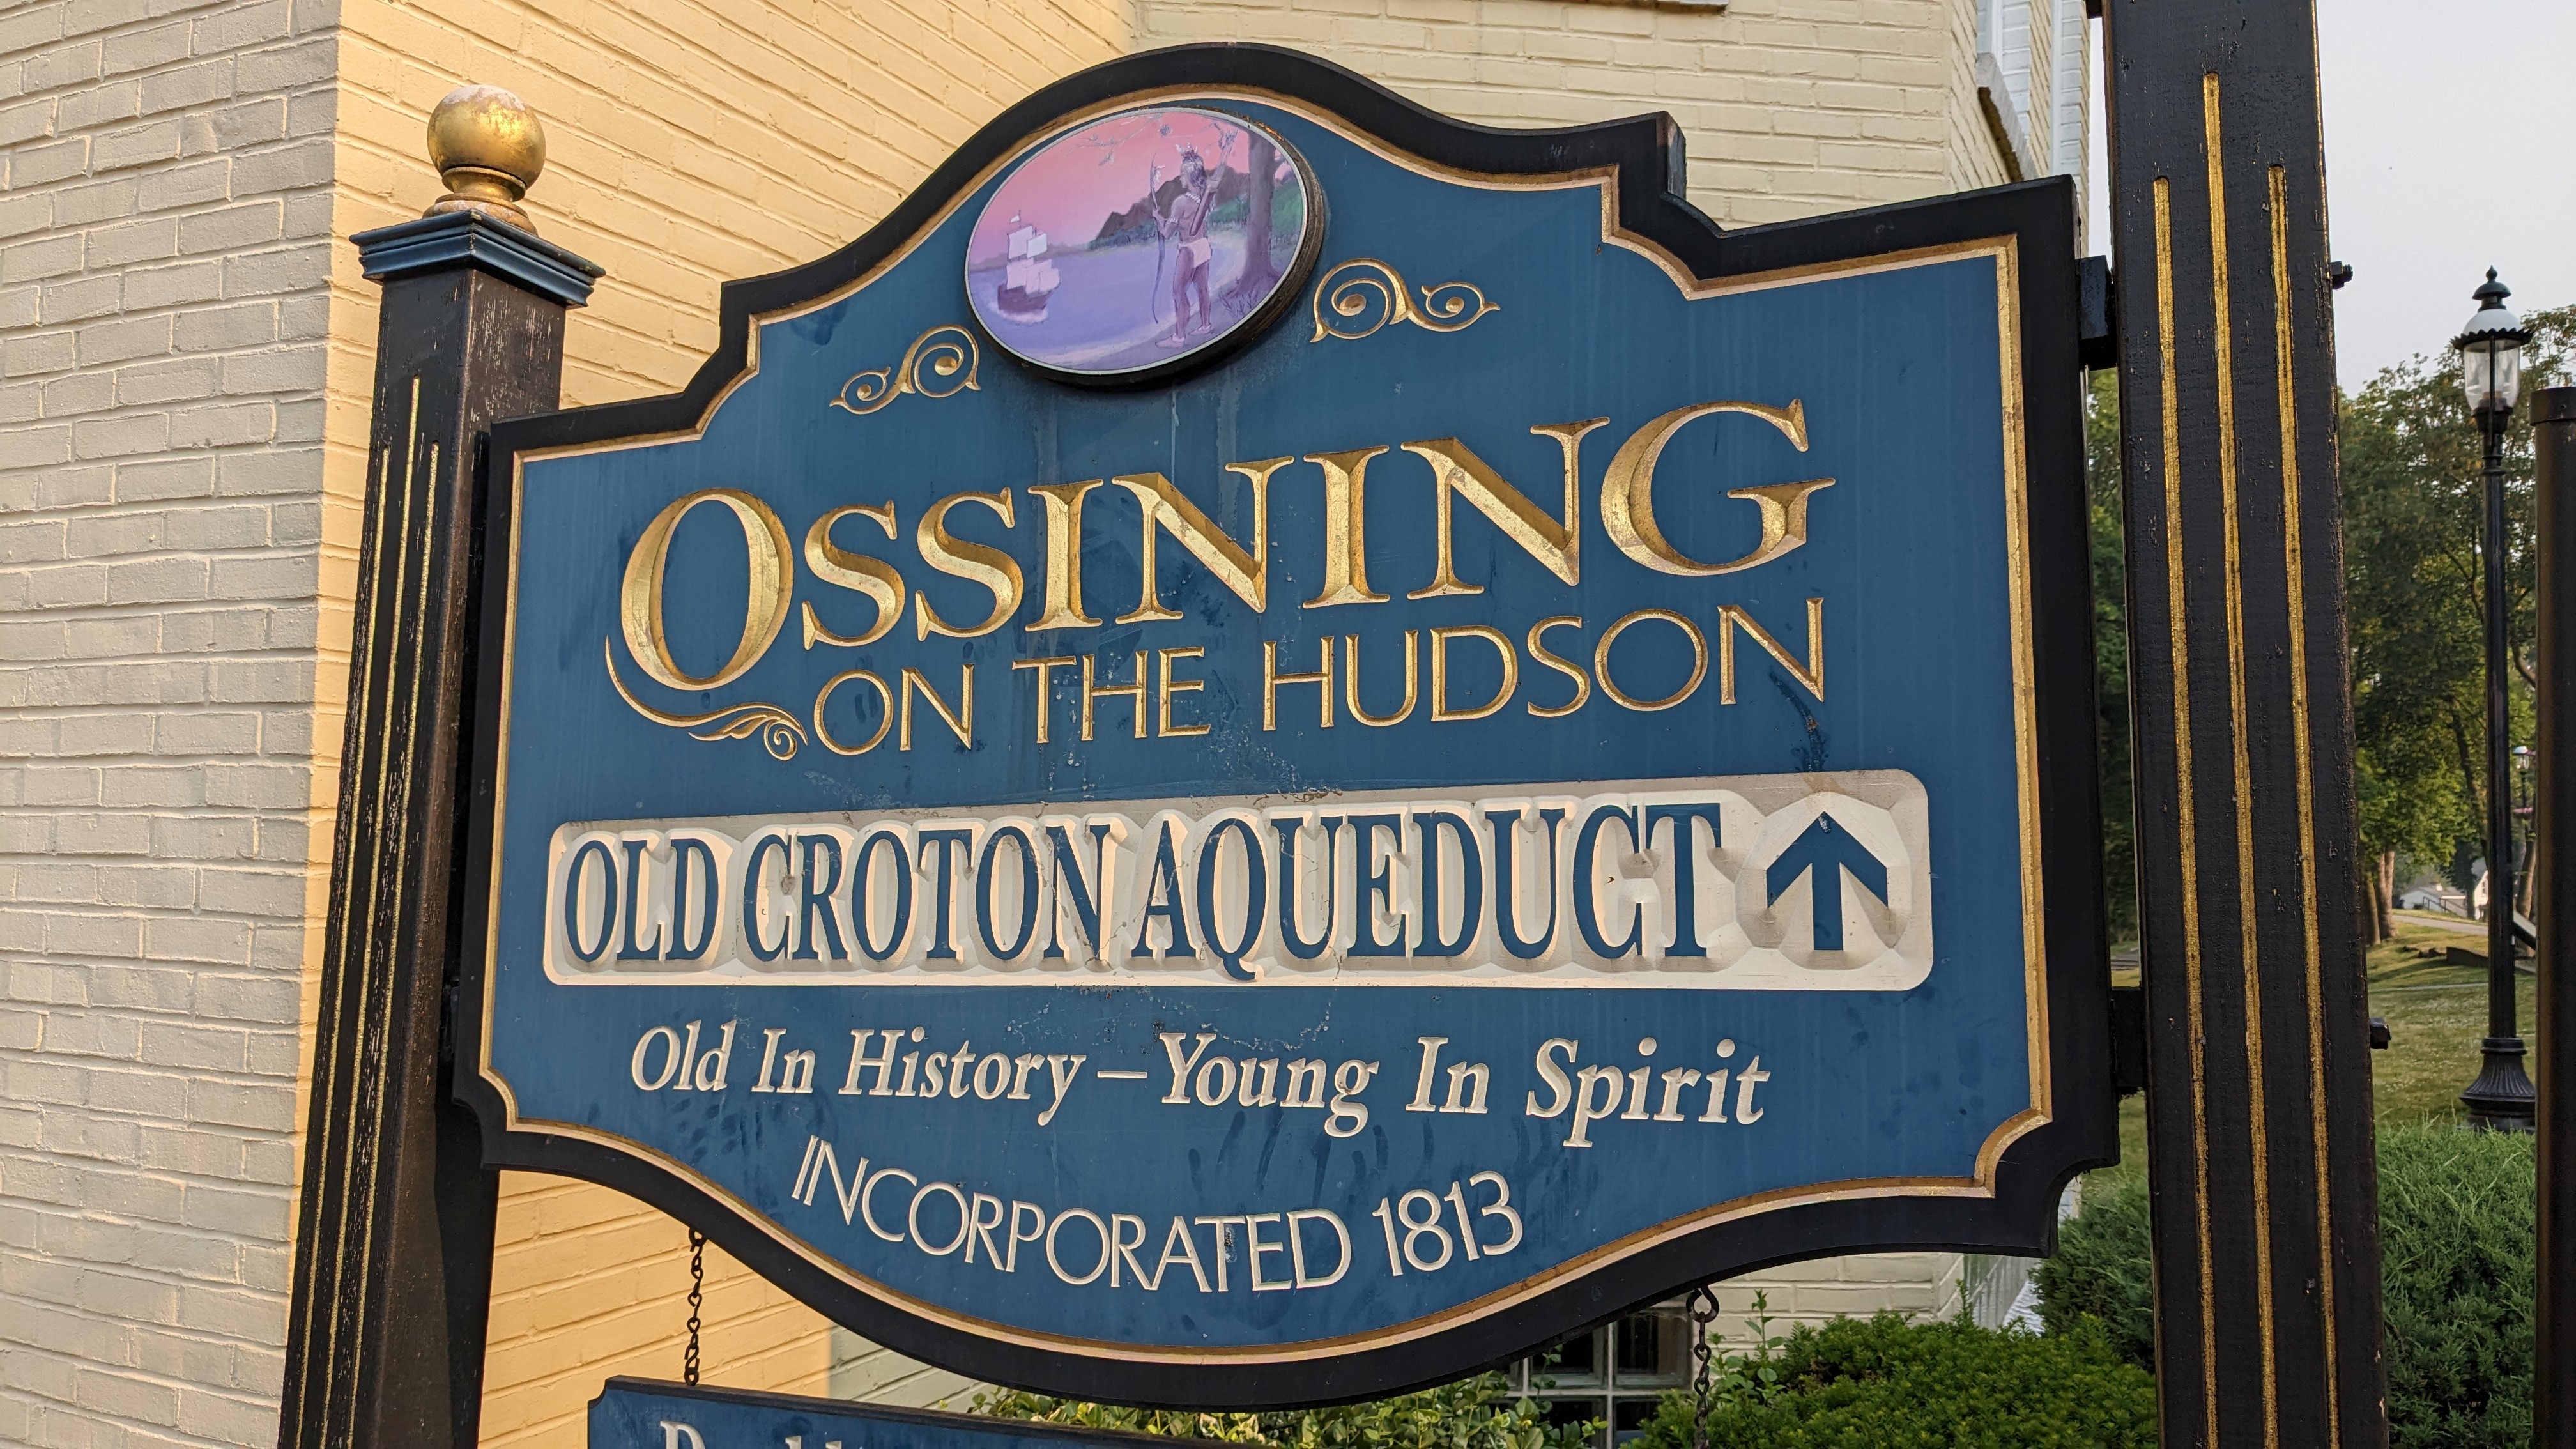 OSSINING
ON THE HUDSON
OLD CROTON AQUEDUCT ↑
Old In History – Young In Spirit
INCORPORATED 1813